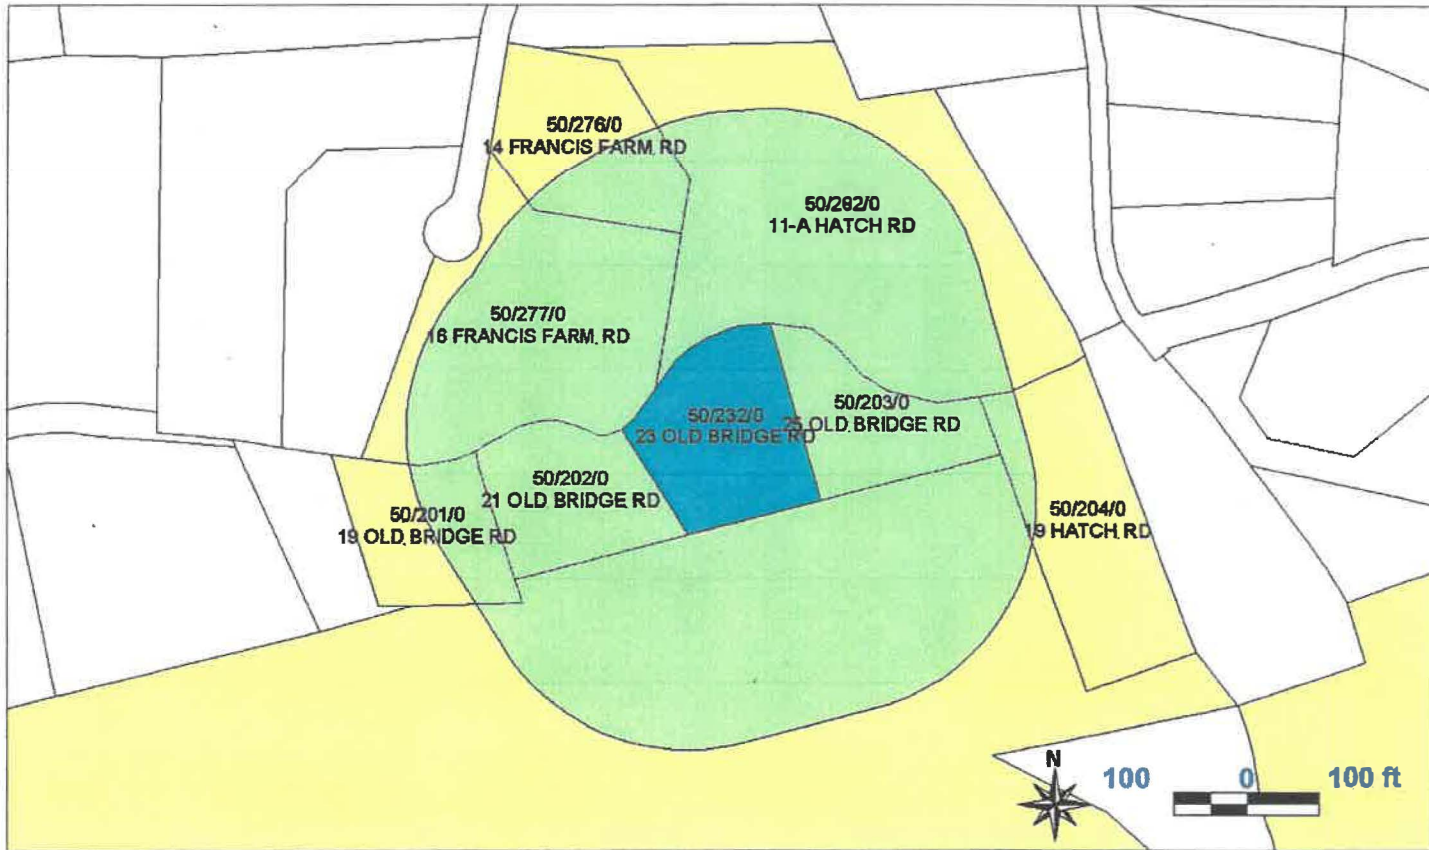 50/276/0
14 FRANCIS FARM RD
50/282/0
11-A HATCH RD
50/277/0
16 FRANCIS FARM RD
50/232/0
23 OLD BRIDGE RD
50/203/0
25 OLD BRIDGE RD
50/202/0
21 OLD BRIDGE RD
50/201/0
19 OLD BRIDGE RD
50/204/0
19 HATCH RD
N
100 0 100 ft